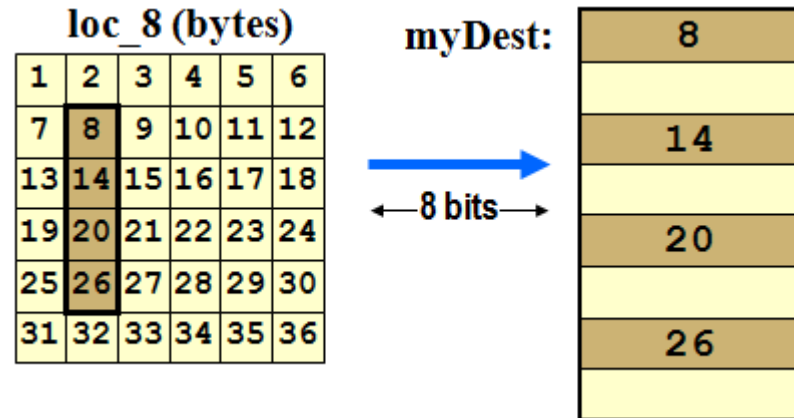 loc_8 (bytes)
1 2 3 4 5 6
7 8 9 10 11 12
13 14 15 16 17 18
19 20 21 22 23 24
25 26 27 28 29 30
31 32 33 34 35 36
8 bits
myDest:
8
14
20
26